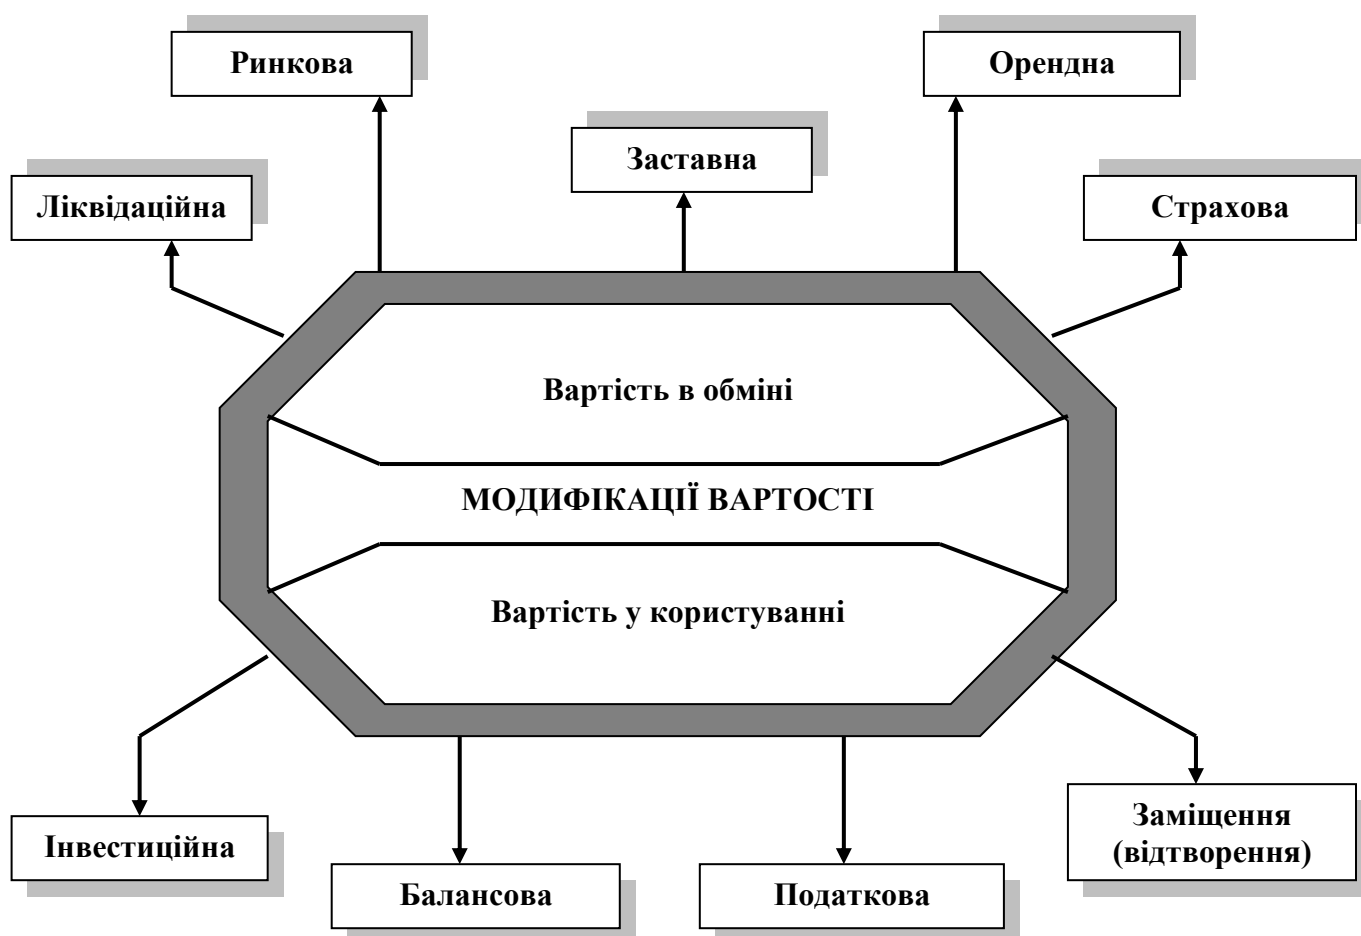 Ринкова
Орендна
Заставна
Ліквідаційна
Страхова
Вартість в обміні
МОДИФІКАЦІЇ ВАРТОСТІ
Вартість у користуванні
Інвестиційна
Балансова
Податкова
Заміщення
(відтворення)